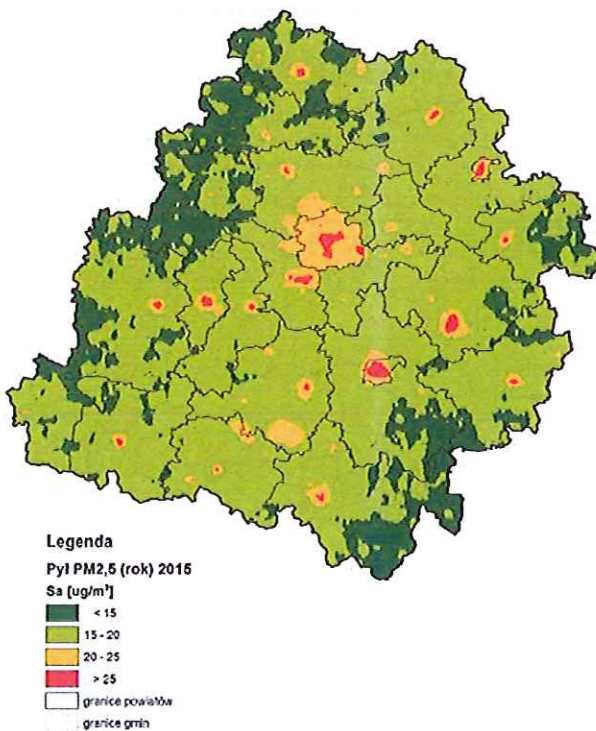 Legenda
Pył PM2,5 (rok) 2015
Sa [ug/m³]
< 15
15 - 20
20 - 25
> 25
granice powiatów
granice gmin